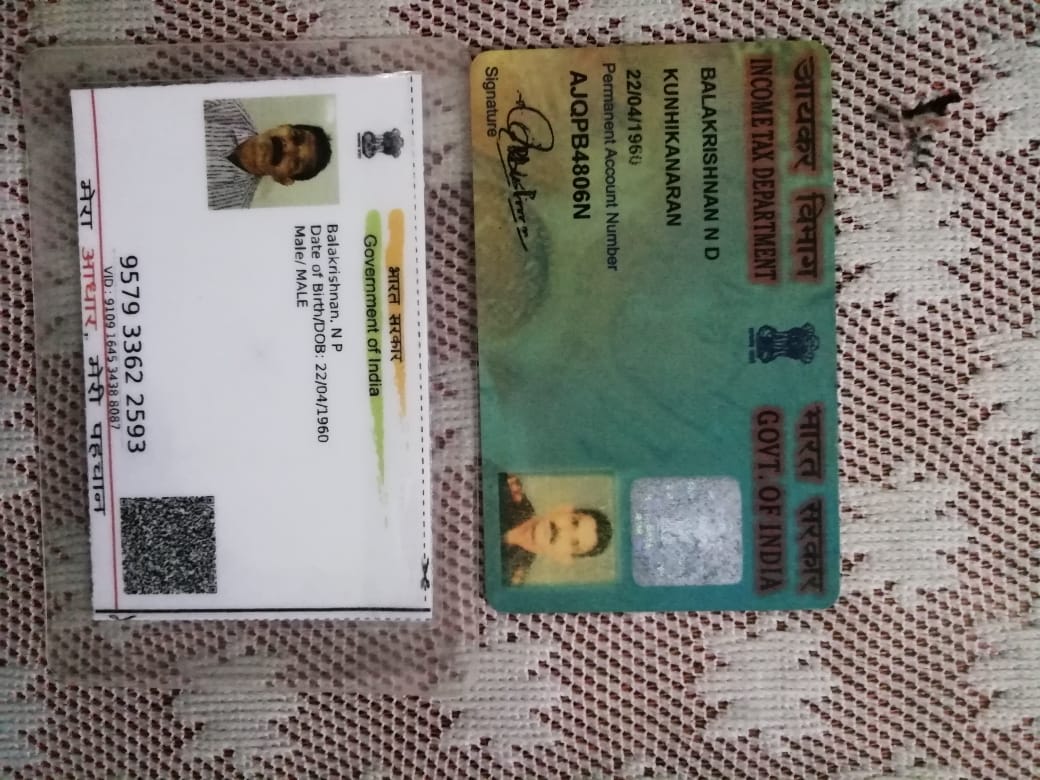 भारत सरकार
Government of India
Balakrishnan. N P
Date of Birth/DOB: 22/04/1960
Male/ MALE
9579 3362 2593
VID : 9109 1645 3438 8087
मेरा आधार, मेरी पहचान
आयकर विभाग
INCOME TAX DEPARTMENT
भारत सरकार
GOVT. OF INDIA
BALAKRISHNAN N D
KUNHIKANARAN
22/04/1960
Permanent Account Number
AJQPB4806N
Signature